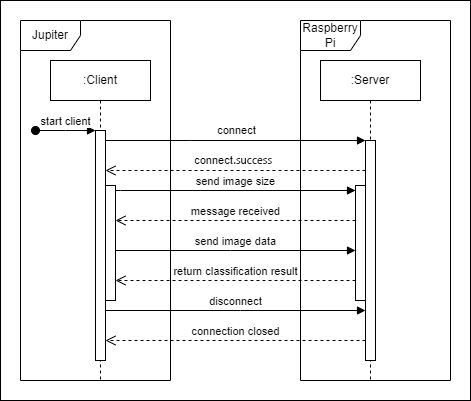 Jupiter
Raspberry
Pi
:Client
:Server
start client
connect
connect.success
send image size
message received
send image data
return classification result
disconnect
connection closed